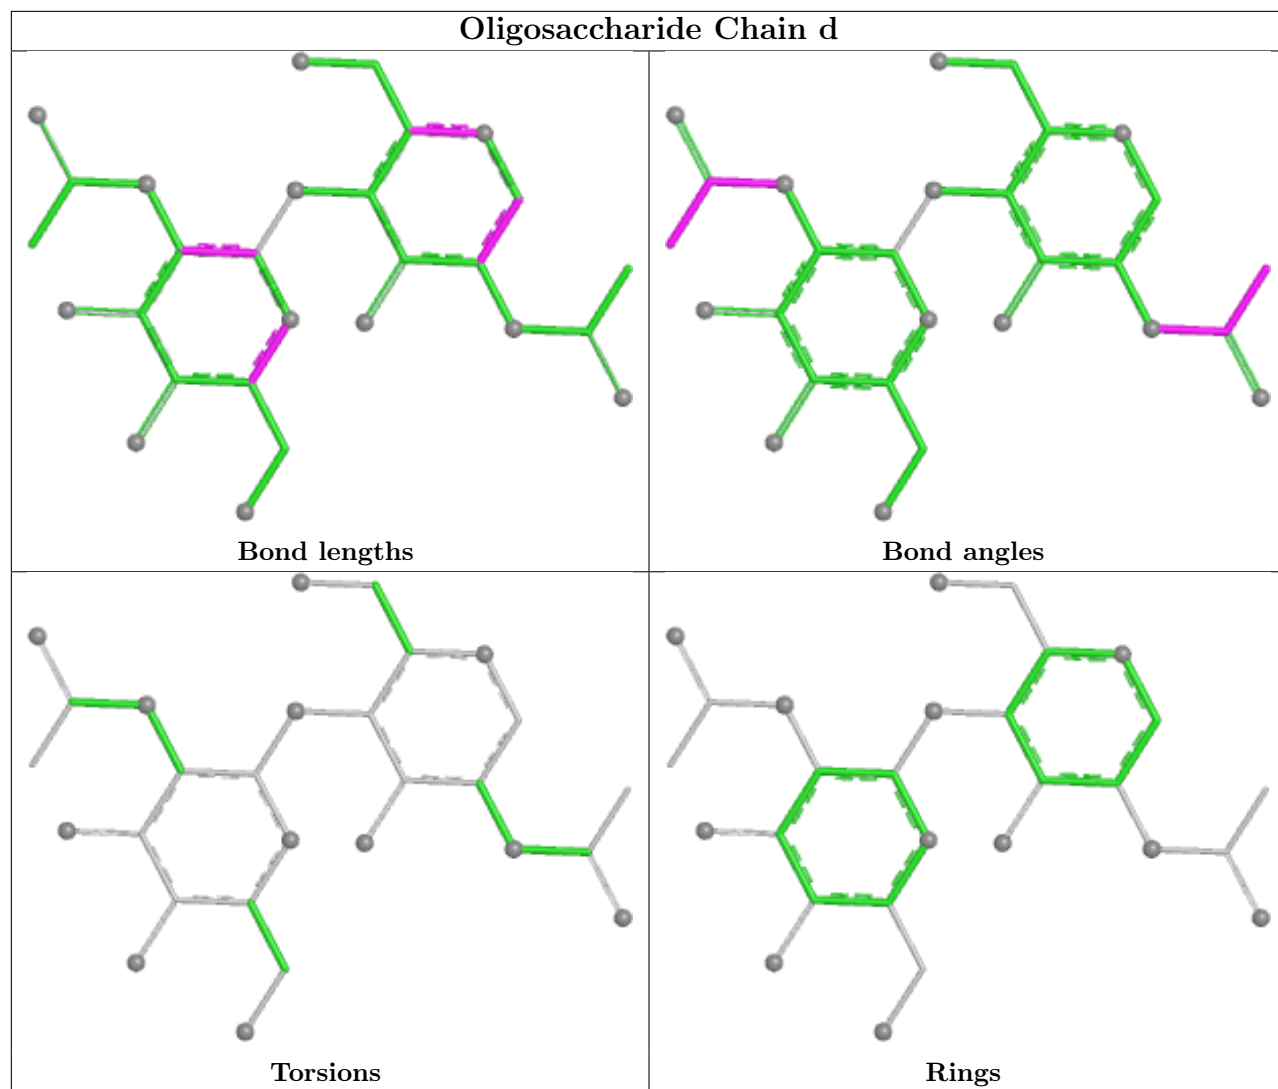 Oligosaccharide Chain d
Bond lengths
Bond angles
Torsions
Rings